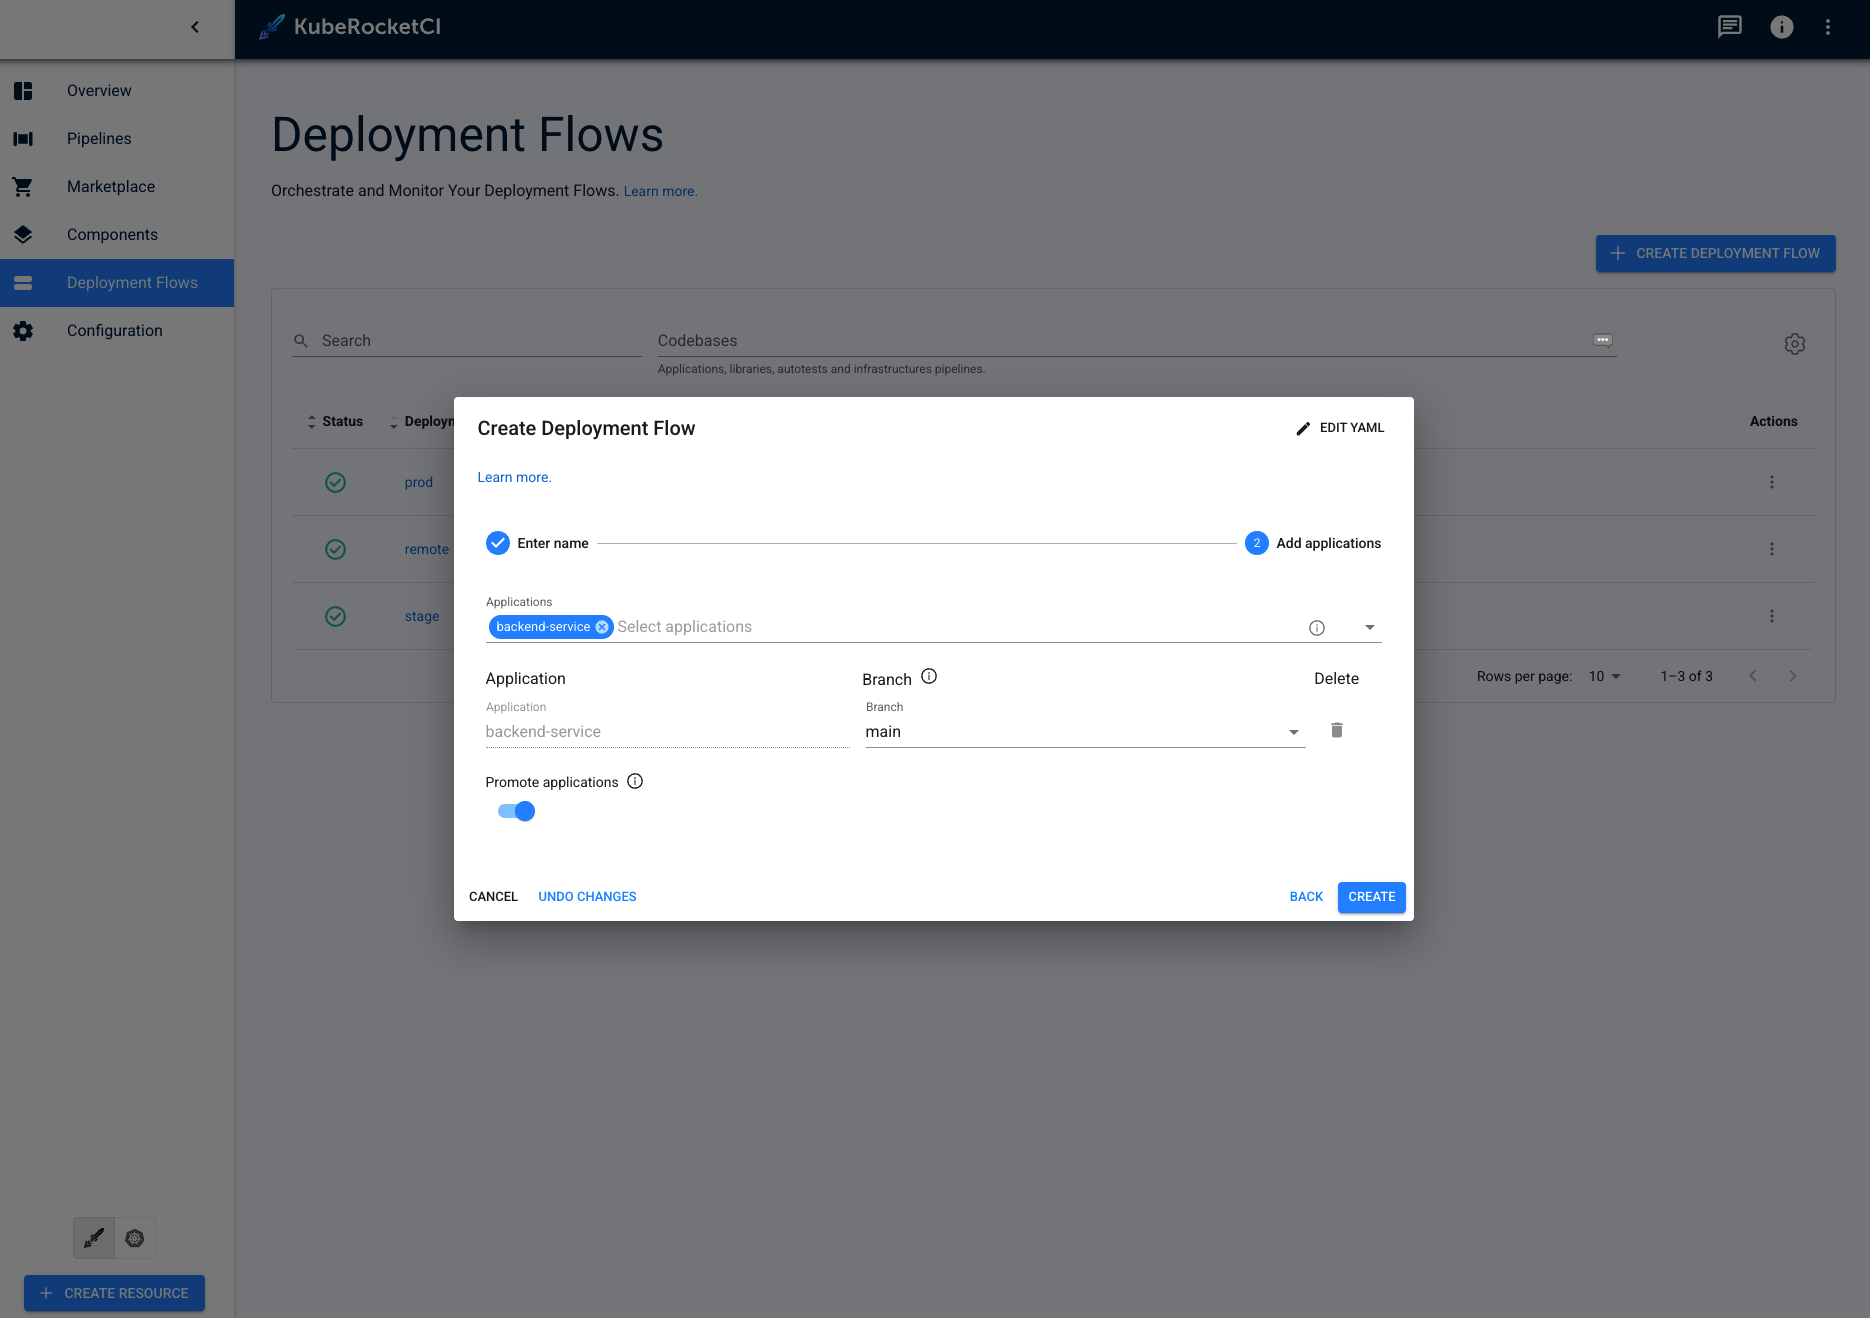 KubeRocketCI
Overview
Pipelines
Marketplace
Components
Deployment Flows
Configuration
CREATE RESOURCE
Deployment Flows
Orchestrate and Monitor Your Deployment Flows. Learn more.
CREATE DEPLOYMENT FLOW
Search
Codebases
Applications, libraries, autotests and infrastructures pipelines.
Status
Deployn
Actions
prod
remote
stage
Rows per page: 10 1–3 of 3
Create Deployment Flow
EDIT YAML
Learn more.
Enter name
2 Add applications
Applications
backend-service Select applications
Application Branch Delete
Application Branch
backend-service main
Promote applications
CANCEL UNDO CHANGES BACK CREATE